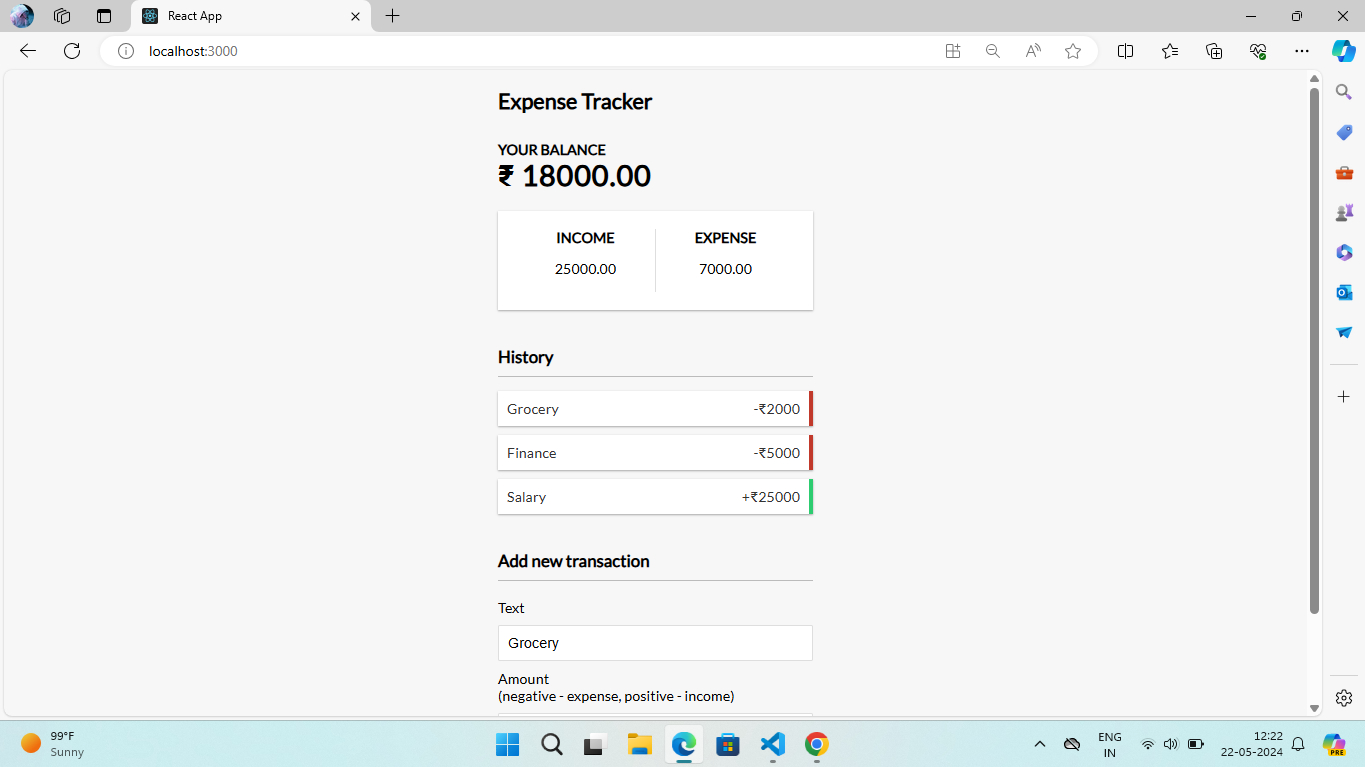 React App
localhost:3000
Expense Tracker
YOUR BALANCE
₹ 18000.00
INCOME
EXPENSE
25000.00
7000.00
History
Grocery
-₹2000
Finance
-₹5000
Salary
+₹25000
Add new transaction
Text
Grocery
Amount
(negative - expense, positive - income)
99°F
Sunny
ENG
IN
12:22
22-05-2024
PRE